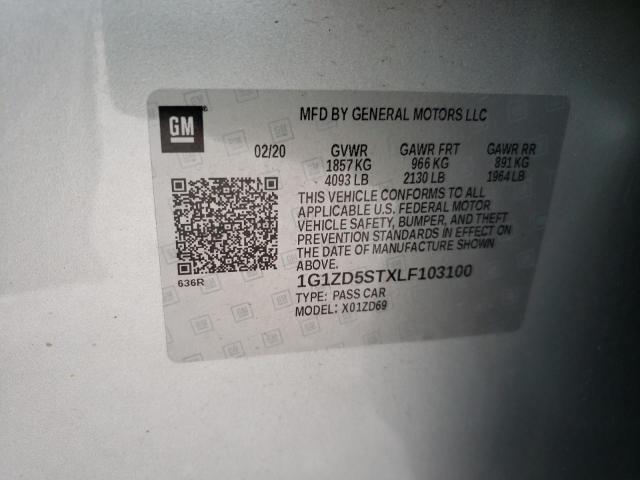 GM
MFD BY GENERAL MOTORS LLC
02/20 GVWR GAWR FRT GAWR RR
1857 KG 966 KG 891 KG
4093 LB 2130 LB 1964 LB
THIS VEHICLE CONFORMS TO ALL
APPLICABLE U.S. FEDERAL MOTOR
VEHICLE SAFETY, BUMPER, AND THEFT
PREVENTION STANDARDS IN EFFECT ON
THE DATE OF MANUFACTURE SHOWN
ABOVE.
636R
1G1ZD5STXLF103100
TYPE: PASS CAR
MODEL: X01ZD69